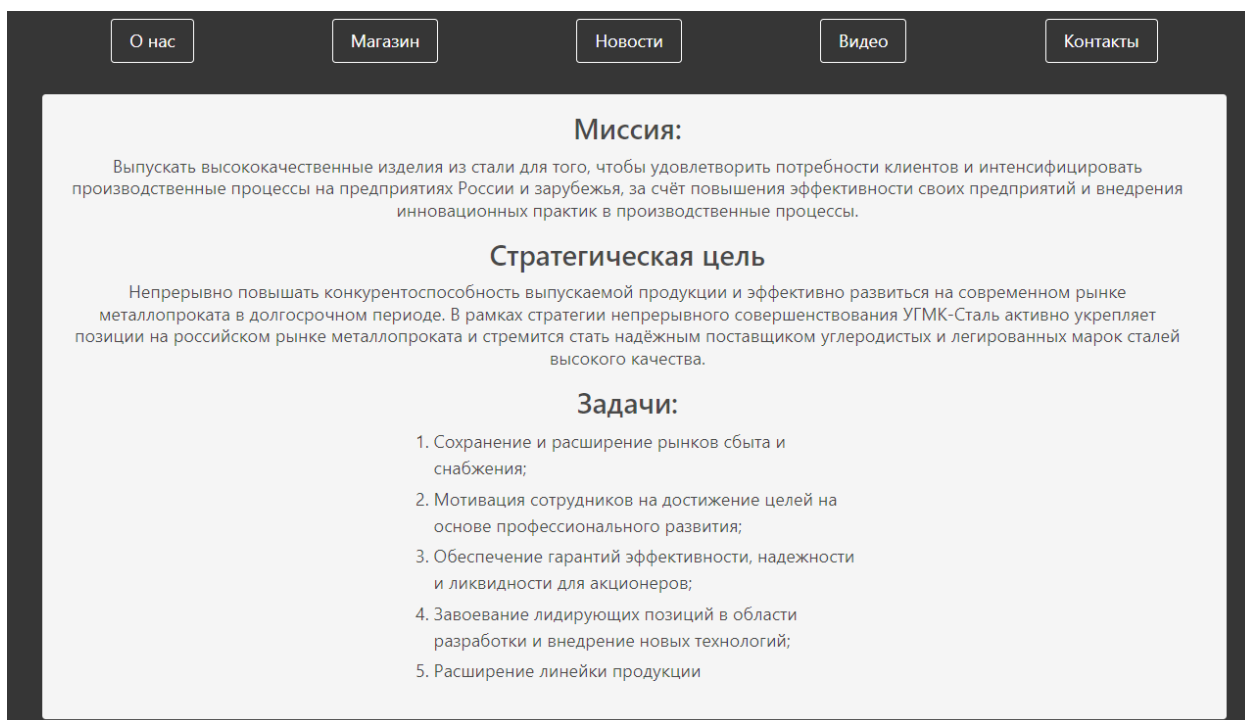 О нас
Магазин
Новости
Видео
Контакты
Миссия:
Выпускать высококачественные изделия из стали для того, чтобы удовлетворить потребности клиентов и интенсифицировать
производственные процессы на предприятиях России и зарубежья, за счёт повышения эффективности своих предприятий и внедрения
инновационных практик в производственные процессы.
Стратегическая цель
Непрерывно повышать конкурентоспособность выпускаемой продукции и эффективно развиться на современном рынке
металлопроката в долгосрочном периоде. В рамках стратегии непрерывного совершенствования УГМК-Сталь активно укрепляет
позиции на российском рынке металлопроката и стремится стать надёжным поставщиком углеродистых и легированных марок сталей
высокого качества.
Задачи:
1. Сохранение и расширение рынков сбыта и
снабжения;
2. Мотивация сотрудников на достижение целей на
основе профессионального развития;
3. Обеспечение гарантий эффективности, надежности
и ликвидности для акционеров;
4. Завоевание лидирующих позиций в области
разработки и внедрение новых технологий;
5. Расширение линейки продукции